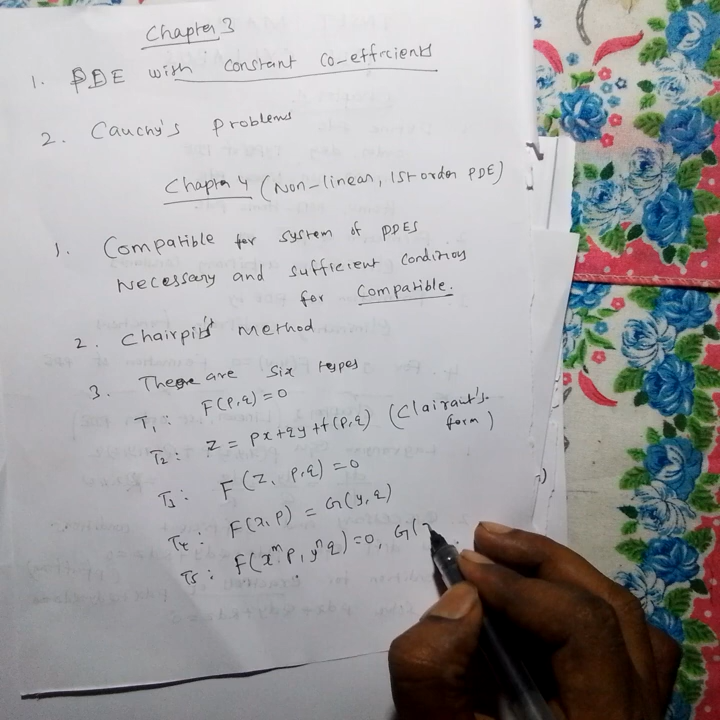 Chapter 3
1. PDE with constant co-efficients
2. Cauchy's problems
Chapter 4 (Non-linear, 1st order PDE)
1. Compatible for system of PDES
Necessary and sufficient conditions
for Compatible.
2. Chairpit's Method
3. There are six types
T1: F(p,q)=0
T2: Z = px+qy+f(p,q) (Clairaut's form)
T3: F(z, p,q)=0
T4: F(x,p) = G(y,q)
T5: F(x^m p, y^n q)=0, G(z